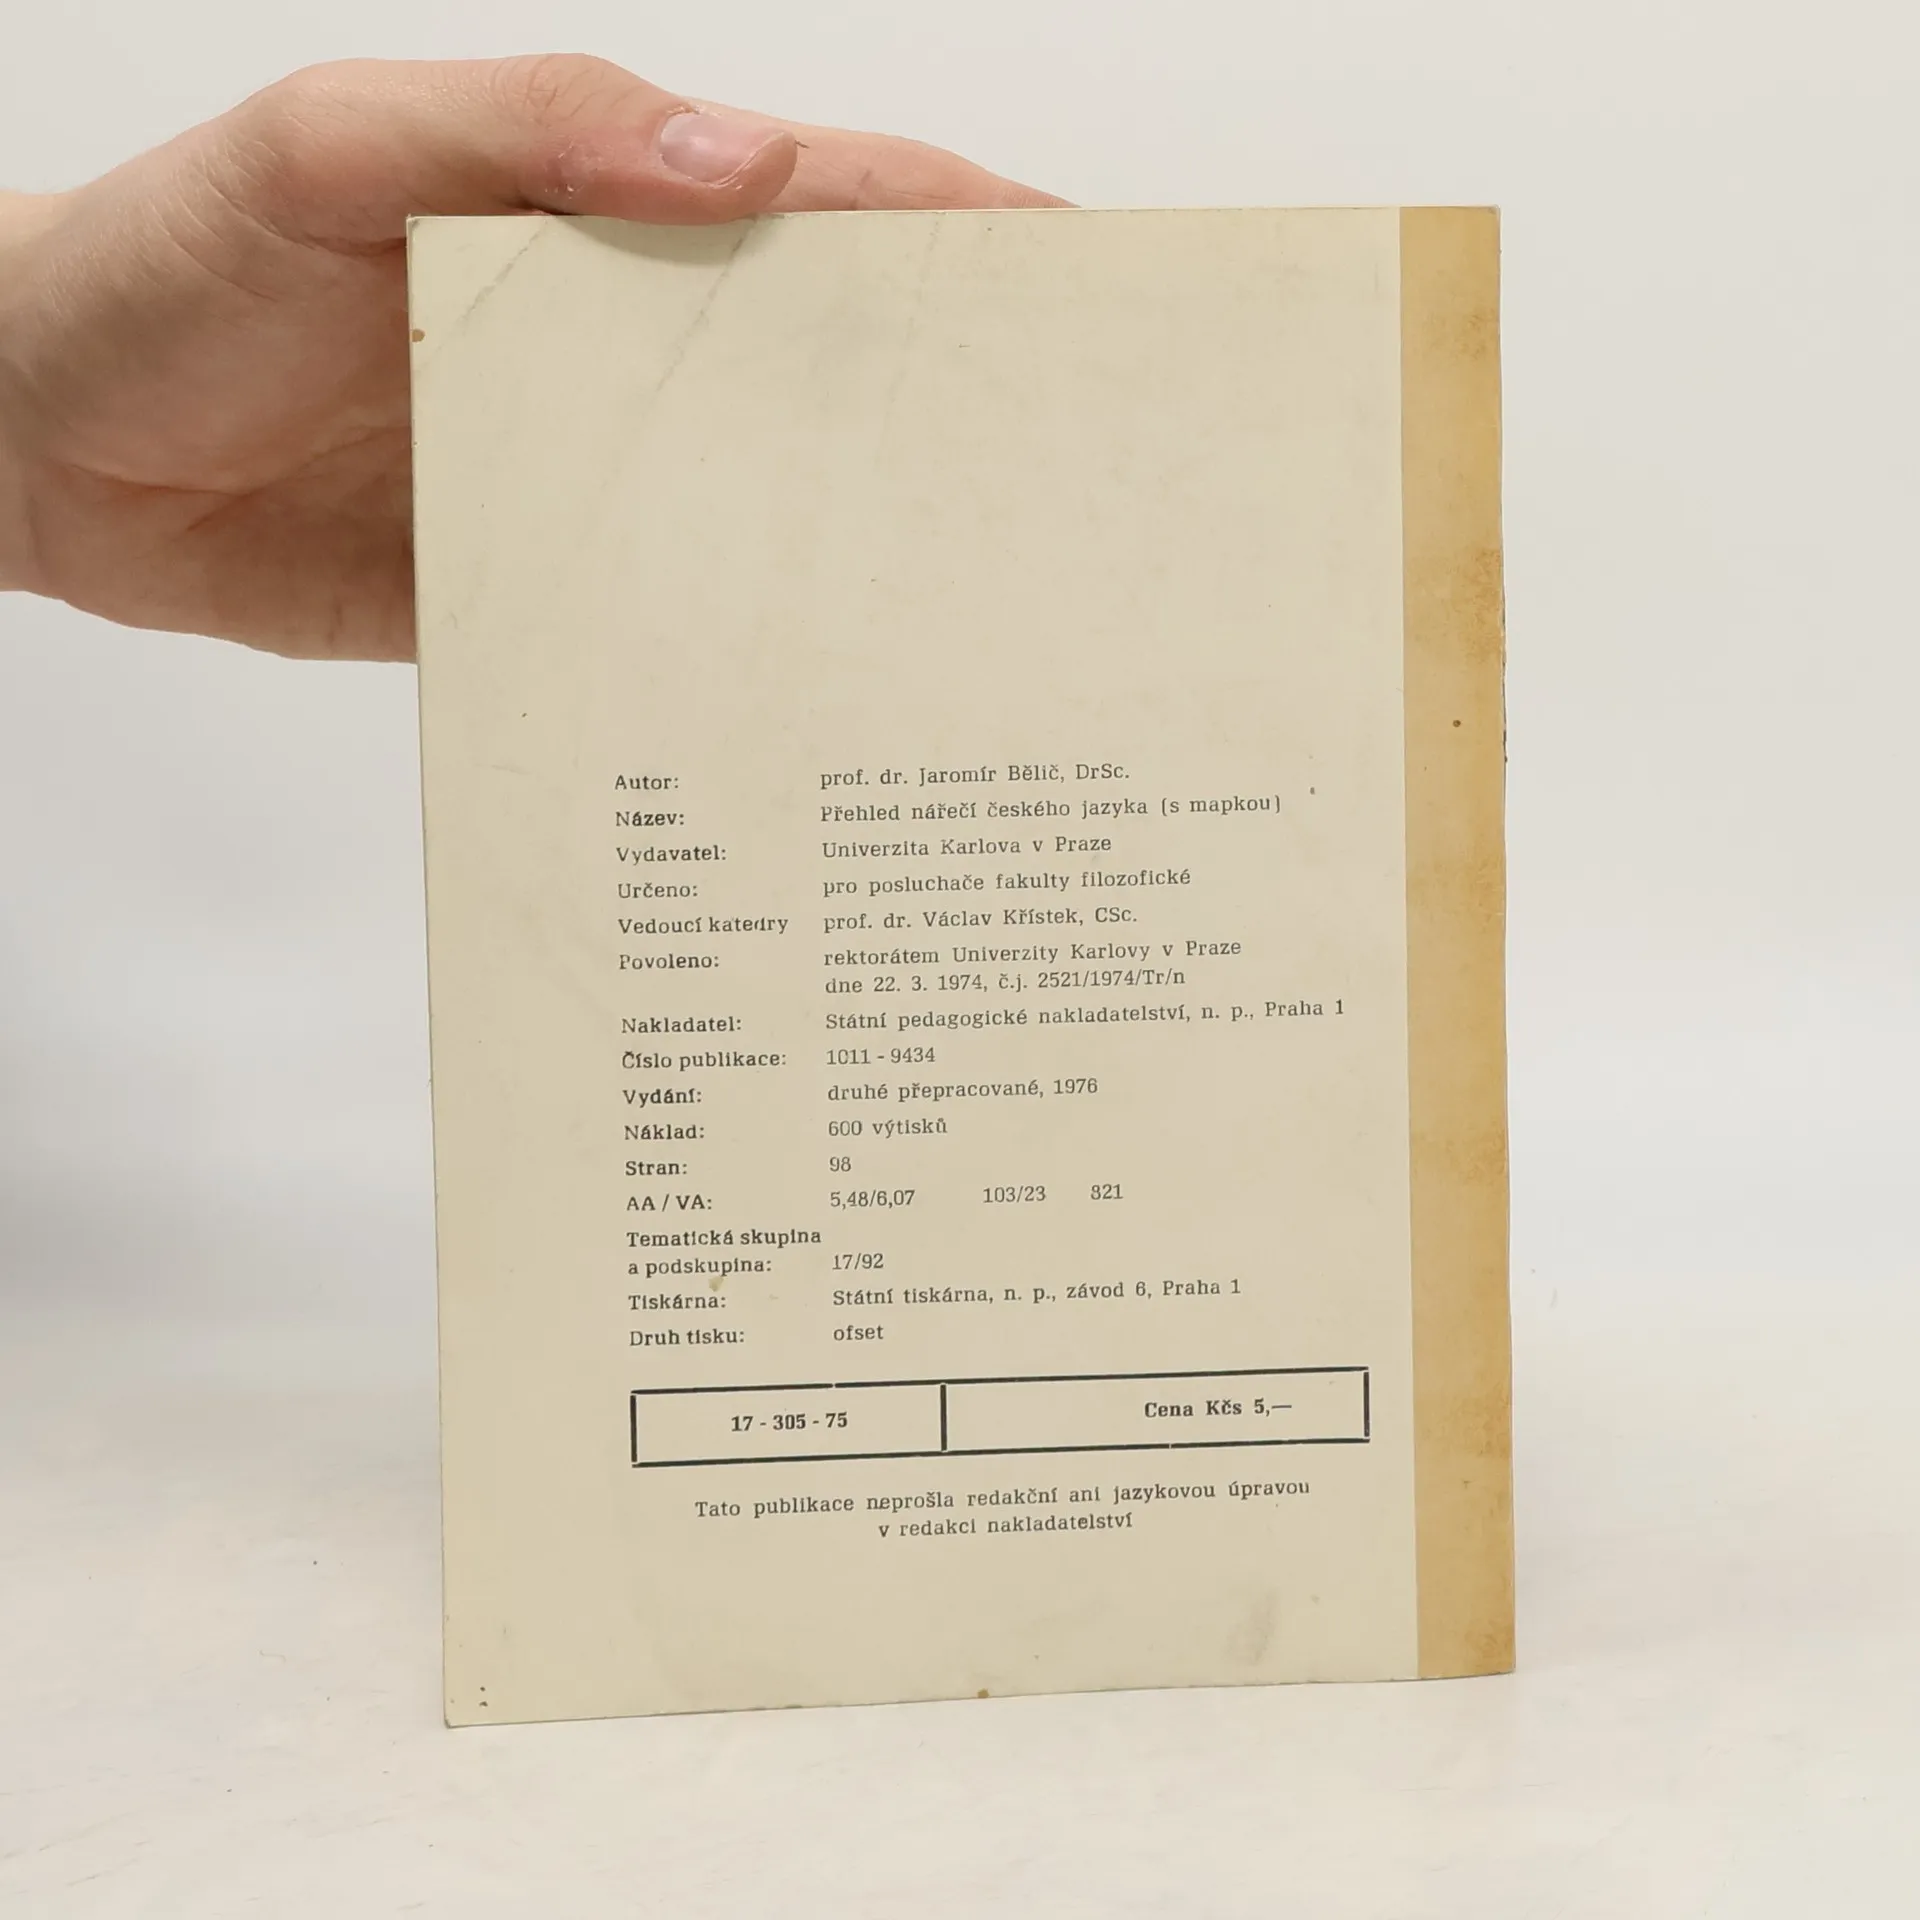 Autor: prof. dr. Jaromír Bělič, DrSc.
Název: Přehled nářečí českého jazyka (s mapkou)
Vydavatel: Univerzita Karlova v Praze
Určeno: pro posluchače fakulty filozofické
Vedoucí katedry prof. dr. Václav Křístek, CSc.
Povoleno: rektorátem Univerzity Karlovy v Praze
dne 22. 3. 1974, č.j. 2521/1974/Tr/n
Nakladatel: Státní pedagogické nakladatelství, n. p., Praha 1
Číslo publikace: 1011 - 9434
Vydání: druhé přepracované, 1976
Náklad: 600 výtisků
Stran: 98
AA / VA: 5,48/6,07 103/23 821
Tematická skupina
a podskupina: 17/92
Tiskárna: Státní tiskárna, n. p., závod 6, Praha 1
Druh tisku: ofset
17 - 305 - 75 Cena Kčs 5,—
Tato publikace neprošla redakční ani jazykovou úpravou
v redakci nakladatelství